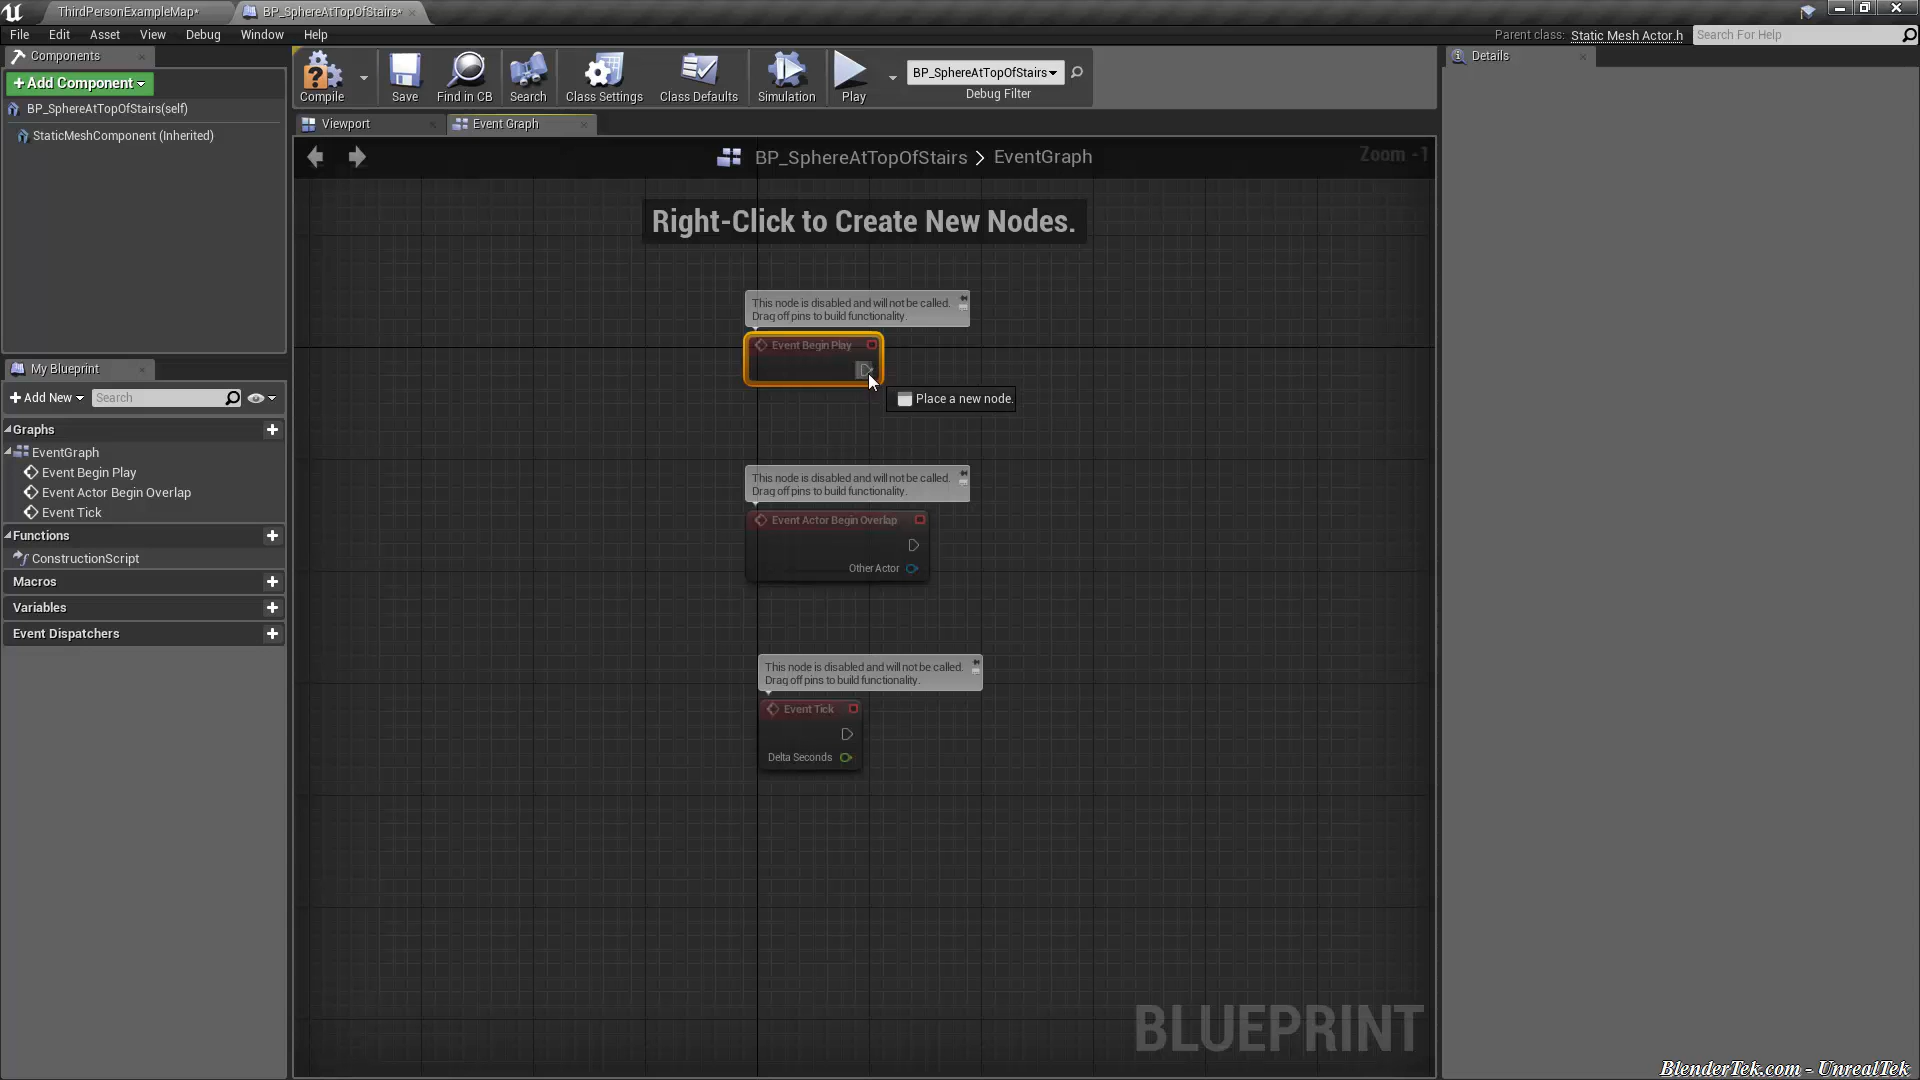 ThirdPersonExampleMap*
BP_SphereAtTopOfStairs*
File Edit Asset View Debug Window Help
Parent class: Static Mesh Actor.h
Search For Help
Components
+Add Component
BP_SphereAtTopOfStairs(self)
StaticMeshComponent (Inherited)
Compile
Save
Find in CB
Search
Class Settings
Class Defaults
Simulation
Play
BP_SphereAtTopOfStairs
Debug Filter
Details
Viewport
Event Graph
BP_SphereAtTopOfStairs > EventGraph
Zoom -1
Right-Click to Create New Nodes.
This node is disabled and will not be called.
Drag off pins to build functionality.
Event Begin Play
Place a new node.
This node is disabled and will not be called.
Drag off pins to build functionality.
Event Actor Begin Overlap
Other Actor
This node is disabled and will not be called.
Drag off pins to build functionality.
Event Tick
Delta Seconds
My Blueprint
+Add New
Search
Graphs
EventGraph
Event Begin Play
Event Actor Begin Overlap
Event Tick
Functions
ConstructionScript
Macros
Variables
Event Dispatchers
BLUEPRINT
BlenderTek.com - UnrealTek